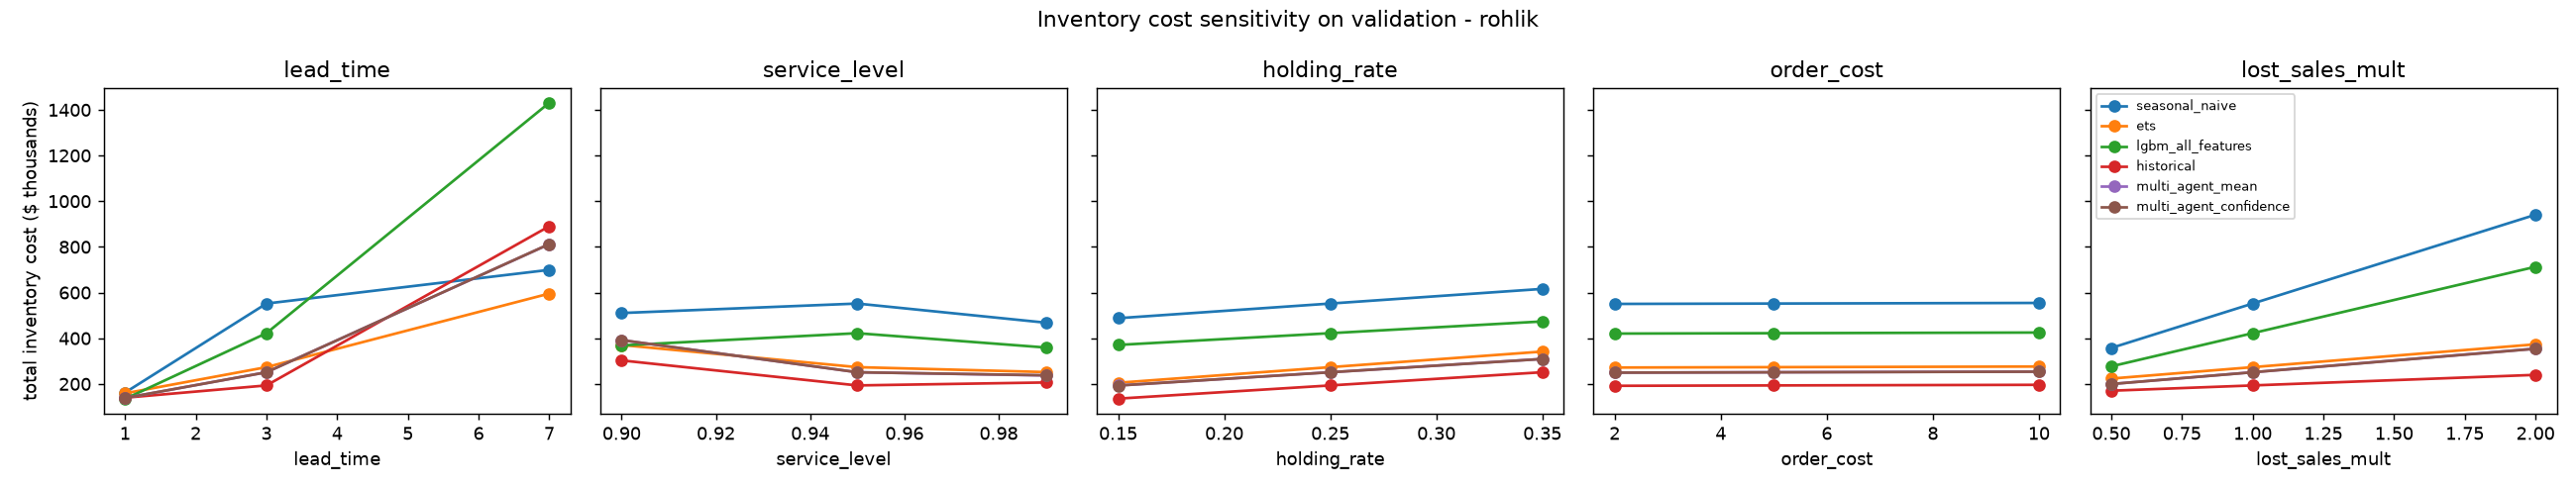 Inventory cost sensitivity on validation - rohlik
lead_time
service_level
holding_rate
order_cost
lost_sales_mult
total inventory cost ($ thousands)
1400
1200
1000
800
600
400
200
seasonal_naive
ets
lgbm_all_features
historical
multi_agent_mean
multi_agent_confidence
1 2 3 4 5 6 7
0.90 0.92 0.94 0.96 0.98
0.15 0.20 0.25 0.30 0.35
2 4 6 8 10
0.50 0.75 1.00 1.25 1.50 1.75 2.00
lead_time
service_level
holding_rate
order_cost
lost_sales_mult